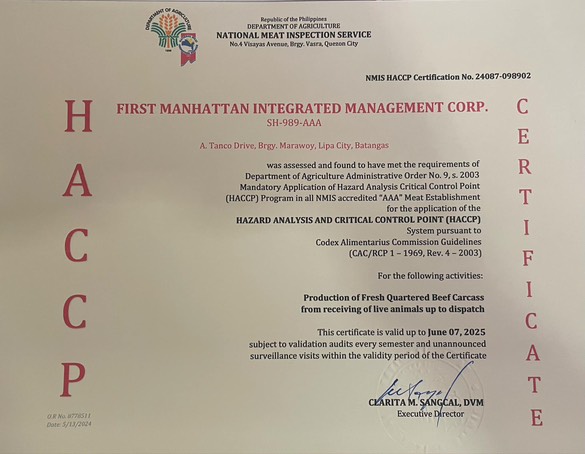 DEPARTMENT OF AGRICULTURE
Republic of the Philippines
DEPARTMENT OF AGRICULTURE
NATIONAL MEAT INSPECTION SERVICE
No.4 Visayas Avenue, Brgy. Vasra, Quezon City
NMIS HACCP Certification No. 24087-098902
HACCP
CERTIFICATE
FIRST MANHATTAN INTEGRATED MANAGEMENT CORP.
SH-989-AAA
A. Tanco Drive, Brgy. Marawoy, Lipa City, Batangas
was assessed and found to have met the requirements of
Department of Agriculture Administrative Order No. 9, s. 2003
Mandatory Application of Hazard Analysis Critical Control Point
(HACCP) Program in all NMIS accredited “AAA” Meat Establishment
for the application of the
HAZARD ANALYSIS AND CRITICAL CONTROL POINT (HACCP)
System pursuant to
Codex Alimentarius Commission Guidelines
(CAC/RCP 1 – 1969, Rev. 4 – 2003)
For the following activities:
Production of Fresh Quartered Beef Carcass
from receiving of live animals up to dispatch
This certificate is valid up to June 07, 2025
subject to validation audits every semester and unannounced
surveillance visits within the validity period of the Certificate
CLARITA M. SANGCAL, DVM
Executive Director
O.R No. 0770511
Date: 5/13/2024